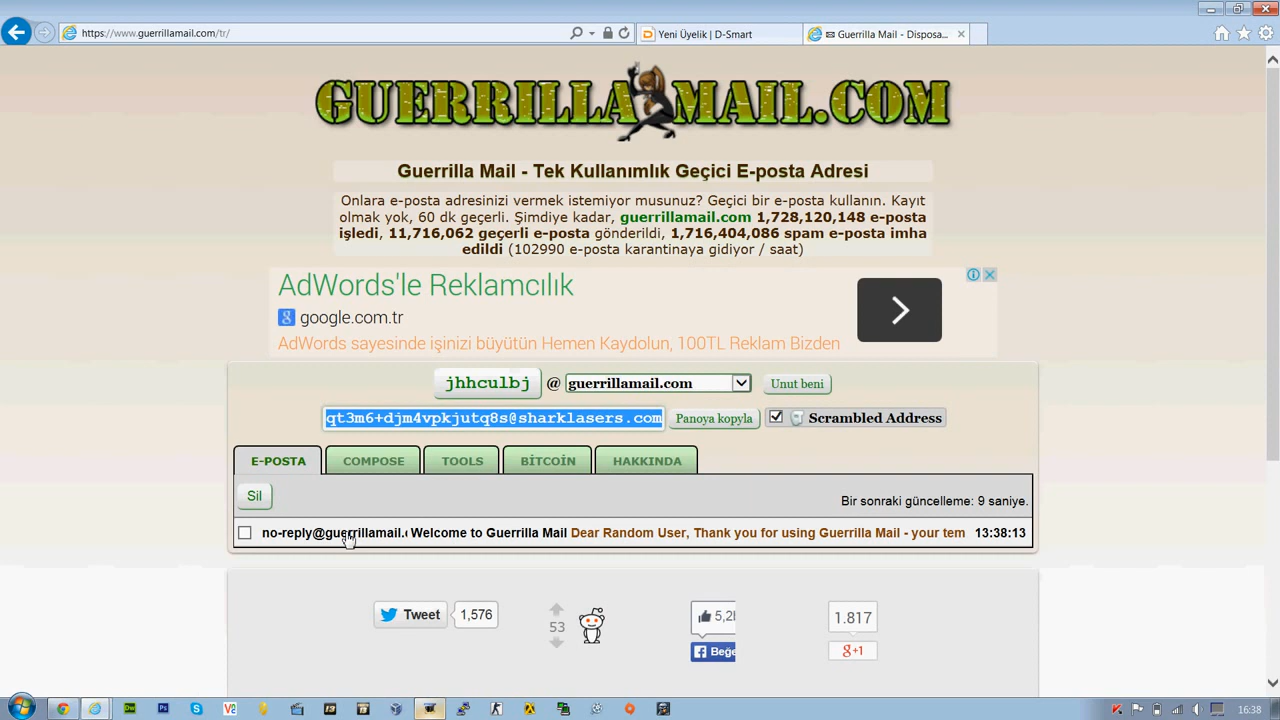 https://www.guerrillamail.com/tr/
Yeni Üyelik | D-Smart
Guerrilla Mail - Disposa...
GUERRILLAMAIL.COM
Guerrilla Mail - Tek Kullanımlık Geçici E-posta Adresi
Onlara e-posta adresinizi vermek istemiyor musunuz? Geçici bir e-posta kullanın. Kayıt
olmak yok, 60 dk geçerli. Şimdiye kadar, guerrillamail.com 1,728,120,148 e-posta
işledi, 11,716,062 geçerli e-posta gönderildi, 1,716,404,086 spam e-posta imha
edildi (102990 e-posta karantinaya gidiyor / saat)
AdWords'le Reklamcılık
google.com.tr
AdWords sayesinde işinizi büyütün Hemen Kaydolun, 100TL Reklam Bizden
jhhculbj @ guerrillamail.com Unut beni
qt3m6+djm4vpkjutq8s@sharklasers.com Panoya kopyla Scrambled Address
E-POSTA COMPOSE TOOLS BİTCOİN HAKKINDA
Sil
Bir sonraki güncelleme: 9 saniye.
no-reply@guerrillamail.c Welcome to Guerrilla Mail Dear Random User, Thank you for using Guerrilla Mail - your tem 13:38:13
Tweet 1,576
53
5,2
Beğe
1.817
g+1
16:38